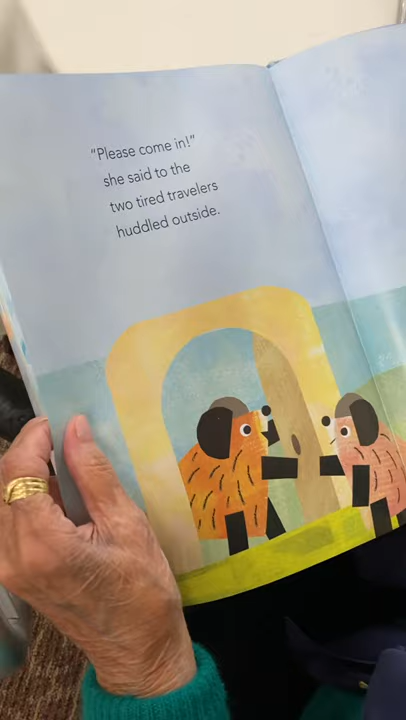 “Please come in!”
she said to the
two tired travelers
huddled outside.